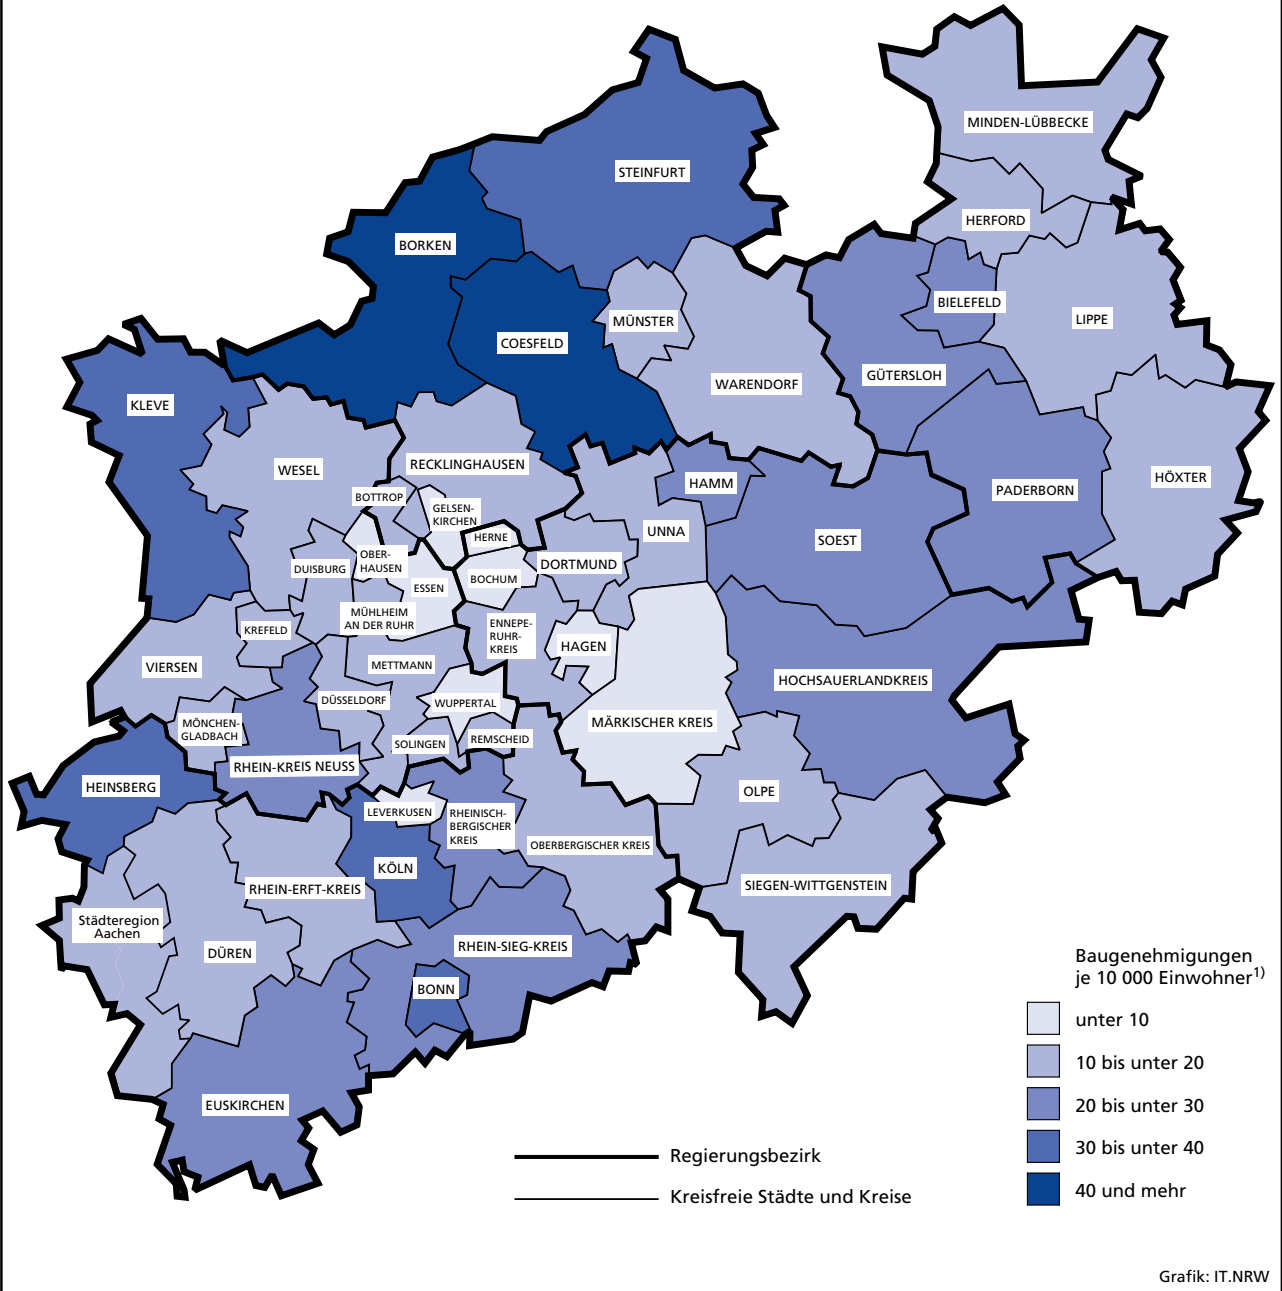 MINDEN-LÜBBECKE
STEINFURT
HERFORD
BORKEN
BIELEFELD
LIPPE
MÜNSTER
COESFELD
GÜTERSLOH
WARENDORF
KLEVE
RECKLINGHAUSEN
WESEL
HÖXTER
HAMM
PADERBORN
BOTTROP
GELSEN-
KIRCHEN
UNNA
HERNE
SOEST
OBER-
HAUSEN
DORTMUND
DUISBURG
BOCHUM
ESSEN
MÜHLHEIM
AN DER RUHR
ENNEPE-
RUHR-
KREIS
KREFELD
HAGEN
METTMANN
VIERSEN
HOCHSAUERLANDKREIS
DÜSSELDORF
WUPPERTAL
MÖNCHEN-
GLADBACH
MÄRKISCHER KREIS
SOLINGEN
REMSCHEID
RHEIN-KREIS NEUSS
HEINSBERG
OLPE
LEVERKUSEN
RHEINISCH-
BERGISCHER
KREIS
OBERBERGISCHER KREIS
KÖLN
RHEIN-ERFT-KREIS
SIEGEN-WITTGENSTEIN
Städteregion
Aachen
DÜREN
RHEIN-SIEG-KREIS
BONN
EUSKIRCHEN
Baugenehmigungen
je 10 000 Einwohner1)
unter 10
10 bis unter 20
20 bis unter 30
30 bis unter 40
40 und mehr
Regierungsbezirk
Kreisfreie Städte und Kreise
Grafik: IT.NRW